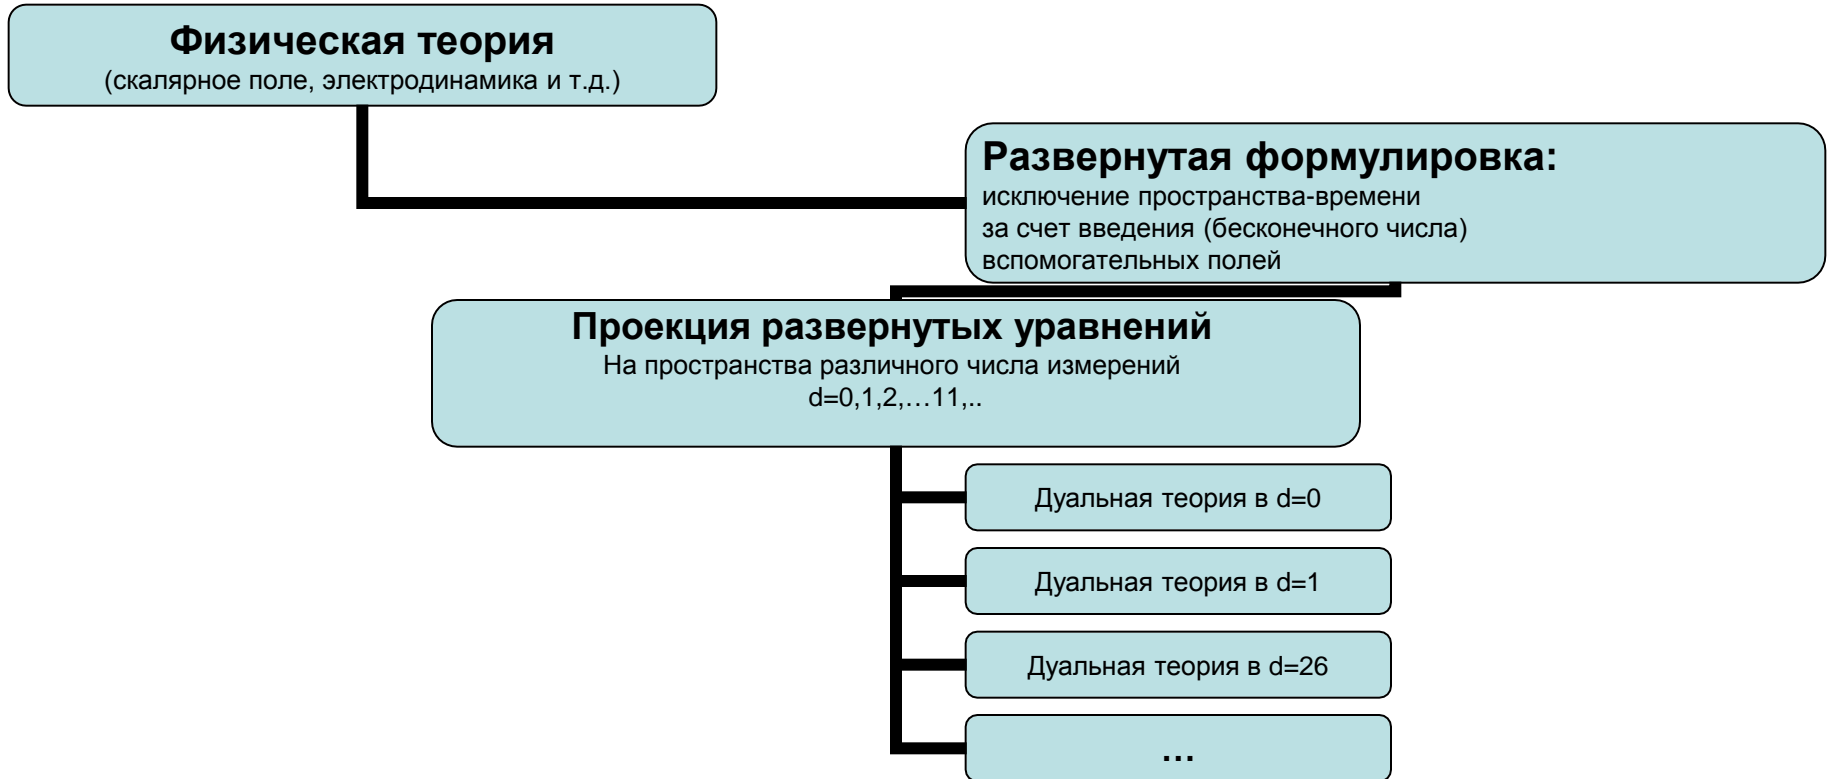 Физическая теория
(скалярное поле, электродинамика и т.д.)
Развернутая формулировка:
исключение пространства-времени
за счет введения (бесконечного числа)
вспомогательных полей
Проекция развернутых уравнений
На пространства различного числа измерений
d=0,1,2,…11,..
Дуальная теория в d=0
Дуальная теория в d=1
Дуальная теория в d=26
…